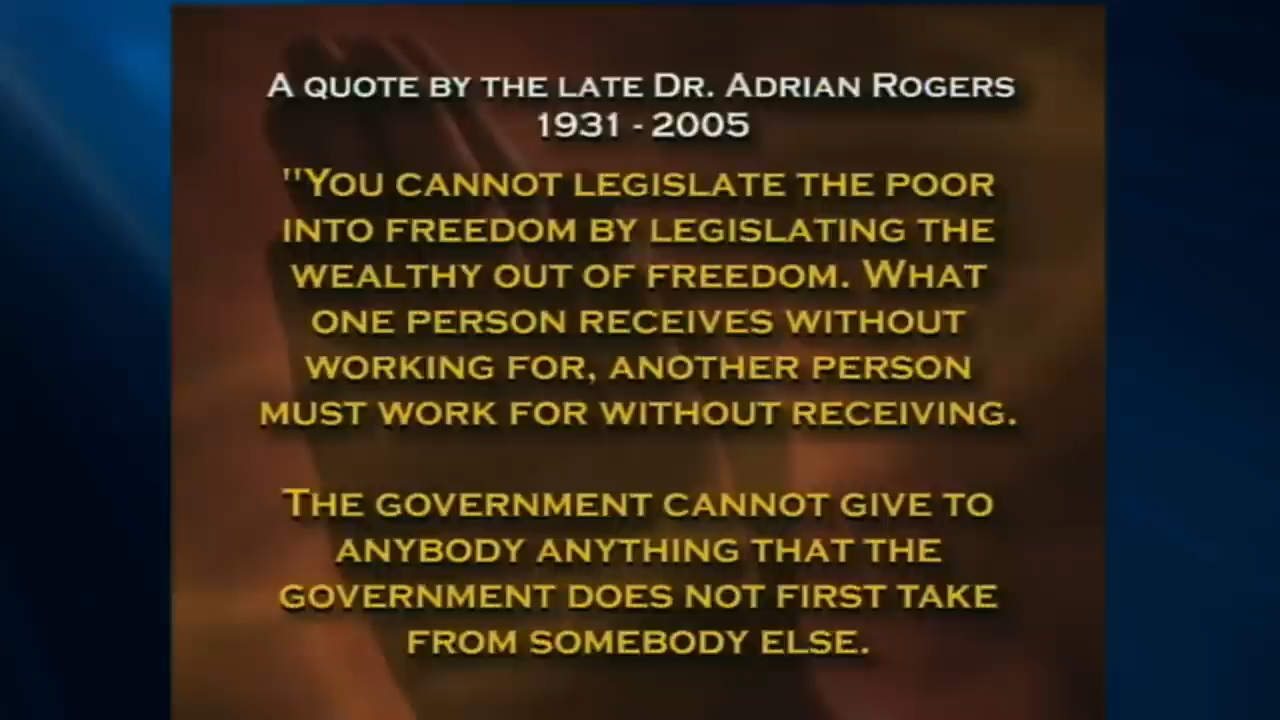 A QUOTE BY THE LATE DR. ADRIAN ROGERS
1931 - 2005
"YOU CANNOT LEGISLATE THE POOR
INTO FREEDOM BY LEGISLATING THE
WEALTHY OUT OF FREEDOM. WHAT
ONE PERSON RECEIVES WITHOUT
WORKING FOR, ANOTHER PERSON
MUST WORK FOR WITHOUT RECEIVING.
THE GOVERNMENT CANNOT GIVE TO
ANYBODY ANYTHING THAT THE
GOVERNMENT DOES NOT FIRST TAKE
FROM SOMEBODY ELSE.